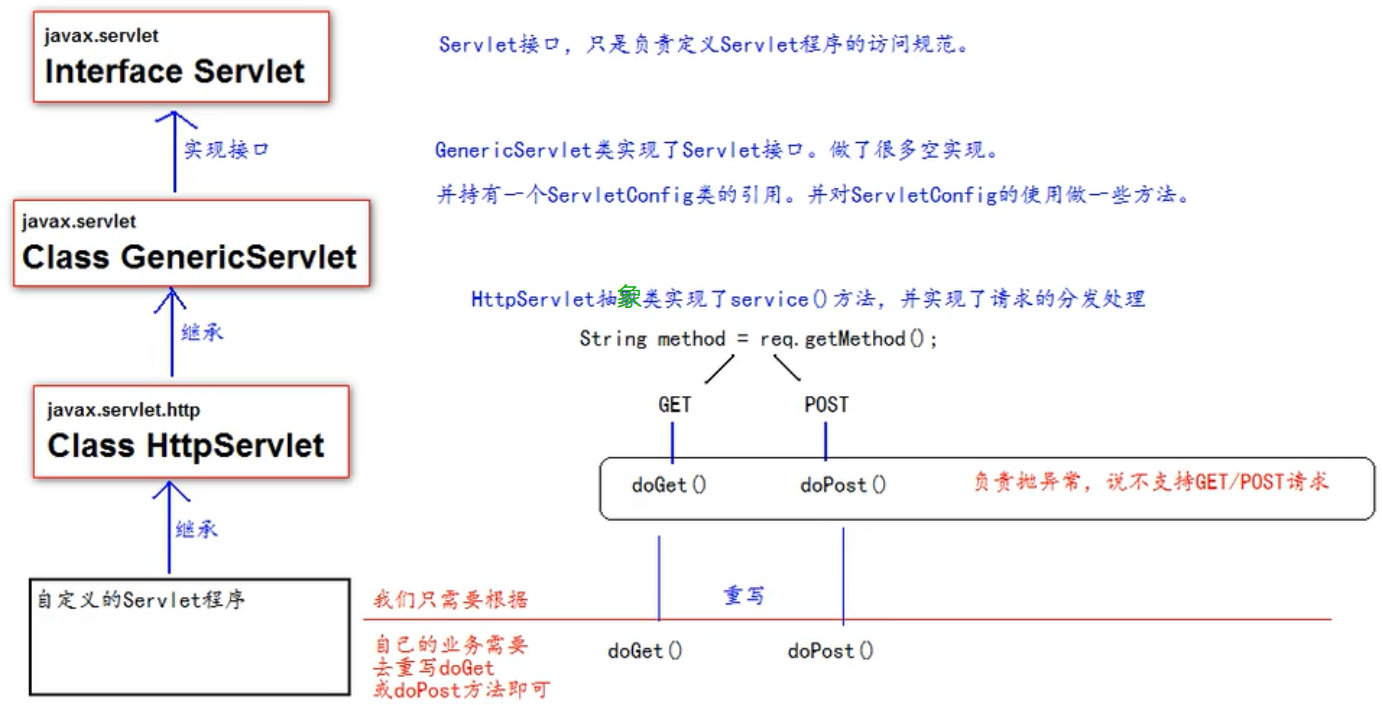 javax.servlet
Interface Servlet
Servlet接口，只是负责定义Servlet程序的访问规范。
实现接口
GenericServlet类实现了Servlet接口。做了很多空实现。
并持有一个ServletConfig类的引用。并对ServletConfig的使用做一些方法。
javax.servlet
Class GenericServlet
继承
HttpServlet抽象类实现了service()方法，并实现了请求的分发处理
String method = req.getMethod();
GET
POST
javax.servlet.http
Class HttpServlet
doGet()
doPost()
负责抛异常，说不支持GET/POST请求
继承
重写
自定义的Servlet程序
我们只需要根据
自己的业务需要
去重写doGet
或doPost方法即可
doGet()
doPost()